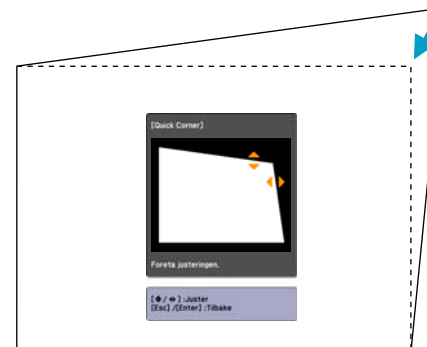 [Quick Corner]
Foreta justeringen.
[ / ] :Juster
[Esc] /[Enter] :Tilbake